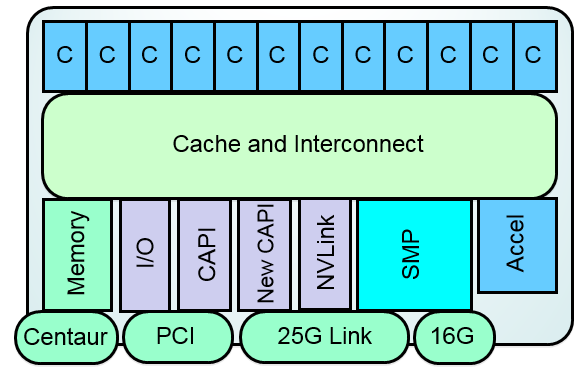 C C C C C C C C C C C C
Cache and Interconnect
Memory
I/O
CAPI
New CAPI
NVLink
SMP
Accel
Centaur
PCI
25G Link
16G